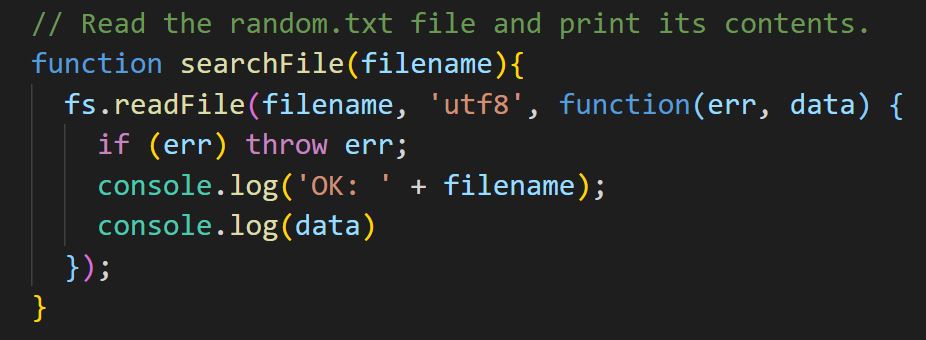 // Read the random.txt file and print its contents.
function searchFile(filename){
  fs.readFile(filename, 'utf8', function(err, data) {
    if (err) throw err;
    console.log('OK: ' + filename);
    console.log(data)
  });
}